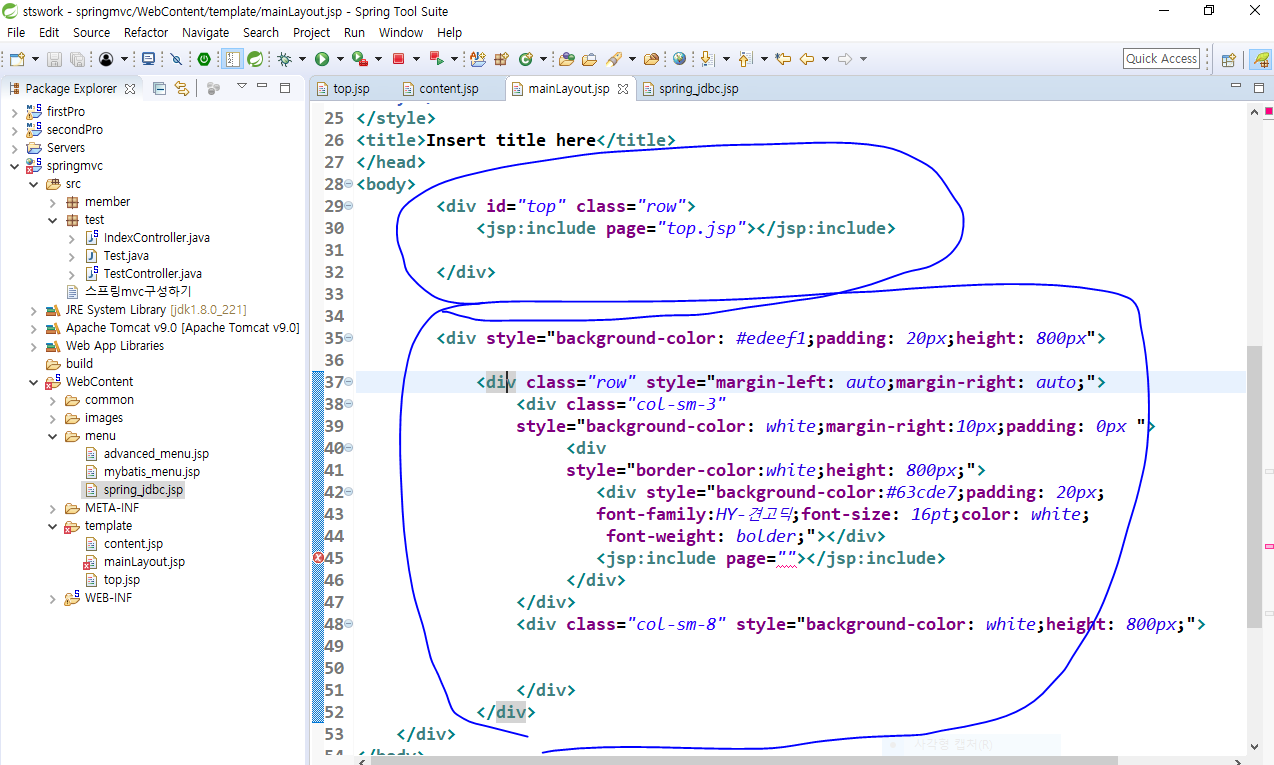 stswork - springmvc/WebContent/template/mainLayout.jsp - Spring Tool Suite
File Edit Source Refactor Navigate Search Project Run Window Help
Quick Access
Package Explorer
top.jsp content.jsp mainLayout.jsp spring_jdbc.jsp
firstPro
secondPro
Servers
springmvc
src
member
test
IndexController.java
Test.java
TestController.java
스프링mvc구성하기
JRE System Library [jdk1.8.0_221]
Apache Tomcat v9.0 [Apache Tomcat v9.0]
Web App Libraries
build
WebContent
common
images
menu
advanced_menu.jsp
mybatis_menu.jsp
spring_jdbc.jsp
META-INF
template
content.jsp
mainLayout.jsp
top.jsp
WEB-INF
25 </style>
26 <title>Insert title here</title>
27 </head>
28 <body>
29 <div id="top" class="row">
30 <jsp:include page="top.jsp"></jsp:include>
31
32 </div>
33
34
35 <div style="background-color: #edeef1;padding: 20px;height: 800px">
36
37 <div class="row" style="margin-left: auto;margin-right: auto;">
38 <div class="col-sm-3"
39 style="background-color: white;margin-right:10px;padding: 0px ">
40 <div
41 style="border-color:white;height: 800px;">
42 <div style="background-color:#63cde7;padding: 20px;
43 font-family:HY-견고딕;font-size: 16pt;color: white;
44 font-weight: bolder;"></div>
45 <jsp:include page=""></jsp:include>
46 </div>
47 </div>
48 <div class="col-sm-8" style="background-color: white;height: 800px;">
49
50
51 </div>
52 </div>
53 </div>
54 </body>
사각형 캡처(R)